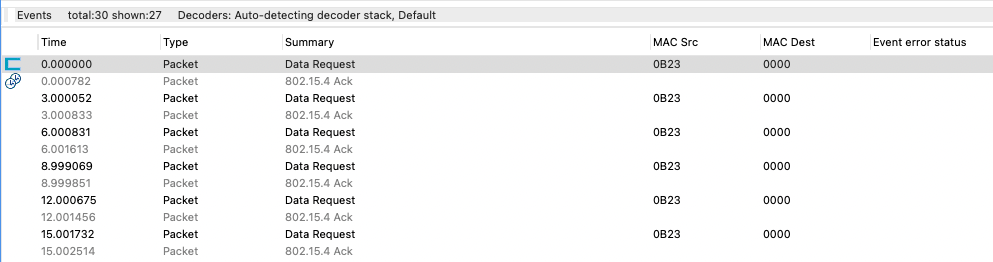 Events total:30 shown:27 Decoders: Auto-detecting decoder stack, Default
Time Type Summary MAC Src MAC Dest Event error status
0.000000 Packet Data Request 0B23 0000
0.000782 Packet 802.15.4 Ack
3.000052 Packet Data Request 0B23 0000
3.000833 Packet 802.15.4 Ack
6.000831 Packet Data Request 0B23 0000
6.001613 Packet 802.15.4 Ack
8.999069 Packet Data Request 0B23 0000
8.999851 Packet 802.15.4 Ack
12.000675 Packet Data Request 0B23 0000
12.001456 Packet 802.15.4 Ack
15.001732 Packet Data Request 0B23 0000
15.002514 Packet 802.15.4 Ack